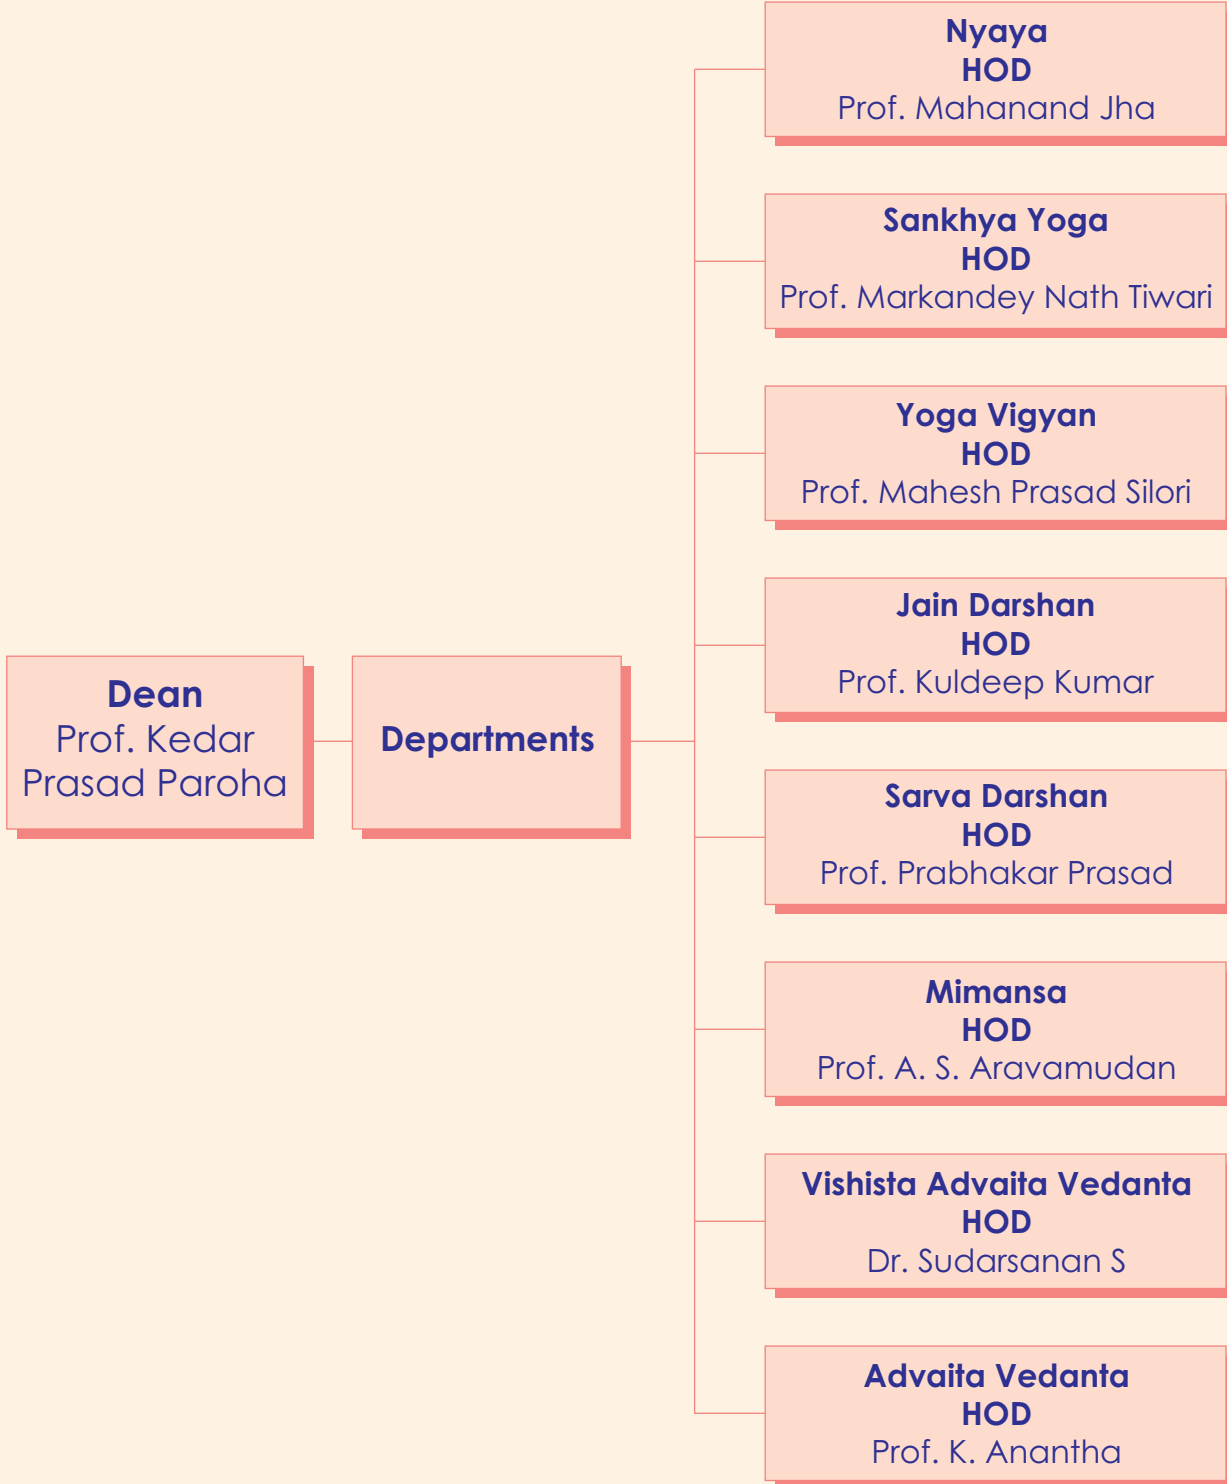 Dean
Prof. Kedar
Prasad Paroha
Departments
Nyaya
HOD
Prof. Mahanand Jha
Sankhya Yoga
HOD
Prof. Markandey Nath Tiwari
Yoga Vigyan
HOD
Prof. Mahesh Prasad Silori
Jain Darshan
HOD
Prof. Kuldeep Kumar
Sarva Darshan
HOD
Prof. Prabhakar Prasad
Mimansa
HOD
Prof. A. S. Aravamudan
Vishista Advaita Vedanta
HOD
Dr. Sudarsanan S
Advaita Vedanta
HOD
Prof. K. Anantha